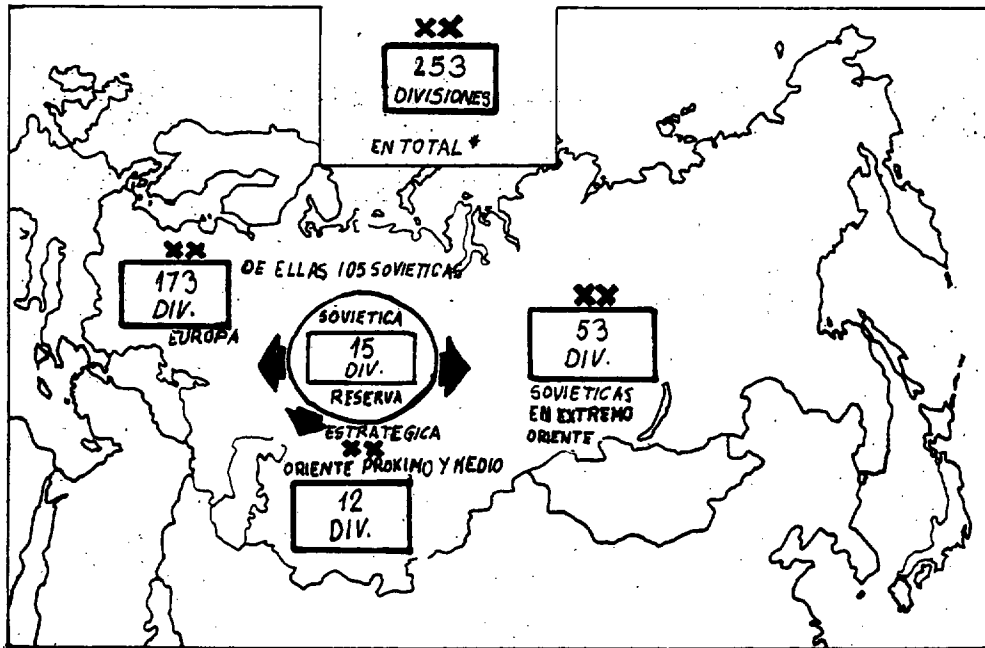 253
DIVISIONES
EN TOTAL *
173
DIV.
EUROPA
DE ELLAS 105 SOVIETICAS
SOVIETICA
15
DIV.
RESERVA
ESTRATEGICA
53
DIV.
SOVIETICAS
EN EXTREMO
ORIENTE
ORIENTE PROXIMO Y MEDIO
12
DIV.